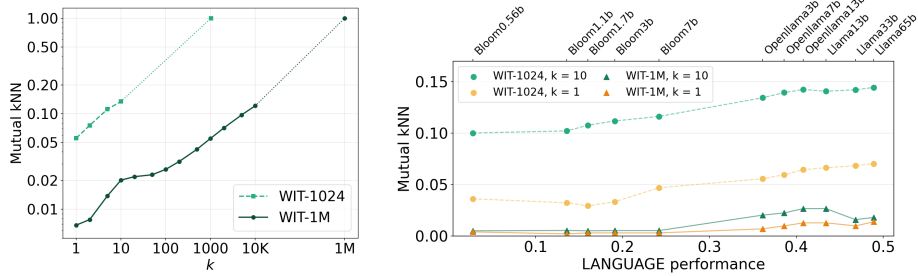 1.00
0.50
0.20
0.10
0.05
0.02
0.01
Mutual kNN
1 10 100 1000 10K 1M
k
WIT-1024
WIT-1M
Bloom0.56b
Bloom1.1b
Bloom1.7b
Bloom3b
Bloom7b
Openllama3b
Openllama7b
Openllama13b
Llama13b
Llama33b
Llama65b
WIT-1024, k = 10
WIT-1024, k = 1
WIT-1M, k = 10
WIT-1M, k = 1
0.15
0.10
0.05
0.00
Mutual kNN
0.1 0.2 0.3 0.4 0.5
LANGUAGE performance